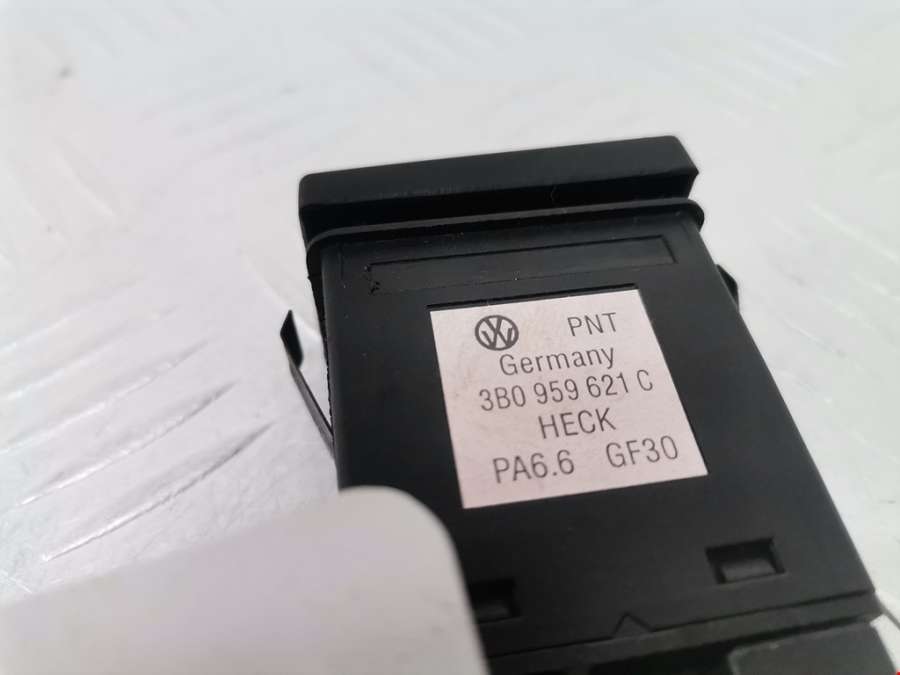 PNT
Germany
3B0 959 621 C
HECK
PA6.6 GF30